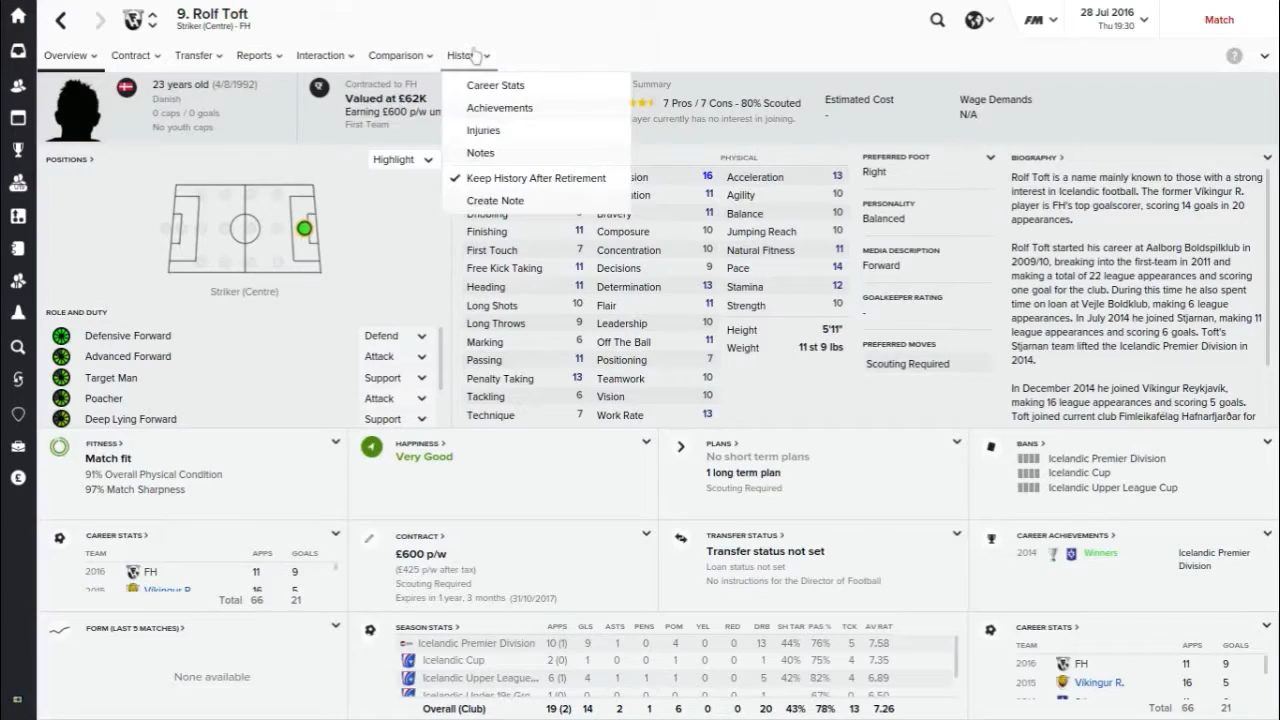 9. Rolf Toft
Striker (Centre) - FH
FM
28 Jul 2016
Thu 19:30
Match
Overview
Contract
Transfer
Reports
Interaction
Comparison
History
Career Stats
Achievements
Injuries
Notes
Keep History After Retirement
Create Note
23 years old (4/8/1992)
Danish
0 caps / 0 goals
No youth caps
Contracted to FH
Valued at £62K
Earning £600 p/w un
First Team
Summary
7 Pros / 7 Cons - 80% Scouted
ayer currently has no interest in joining.
Estimated Cost
-
Wage Demands
N/A
POSITIONS
Highlight
Striker (Centre)
ROLE AND DUTY
Defensive Forward Defend
Advanced Forward Attack
Target Man Support
Poacher Attack
Deep Lying Forward Support
Finishing 11
First Touch 7
Free Kick Taking 11
Heading 11
Long Shots 10
Long Throws 9
Marking 6
Passing 11
Penalty Taking 13
Tackling 6
Technique 7
sion 16
ation 11
Bravery 11
Composure 10
Concentration 10
Decisions 9
Determination 13
Flair 11
Leadership 10
Off The Ball 11
Positioning 7
Teamwork 10
Vision 10
Work Rate 13
PHYSICAL
Acceleration 13
Agility 10
Balance 10
Jumping Reach 10
Natural Fitness 11
Pace 14
Stamina 12
Strength 10
Height 5'11"
Weight 11 st 9 lbs
PREFERRED FOOT
Right
PERSONALITY
Balanced
MEDIA DESCRIPTION
Forward
GOALKEEPER RATING
-
PREFERRED MOVES
Scouting Required
BIOGRAPHY
Rolf Toft is a name mainly known to those with a strong
interest in Icelandic football. The former Víkingur R.
player is FH's top goalscorer, scoring 14 goals in 20
appearances.
Rolf Toft started his career at Aalborg Boldspilklub in
2009/10, breaking into the first-team in 2011 and
making a total of 22 league appearances and scoring
one goal for the club. During this time he also spent
time on loan at Vejle Boldklub, making 6 league
appearances. In July 2014 he joined Stjarnan, making 11
league appearances and scoring 6 goals. Toft's
Stjarnan team lifted the Icelandic Premier Division in
2014.
In December 2014 he joined Víkingur Reykjavík,
making 16 league appearances and scoring 5 goals.
Toft joined current club Fimleikafélag Hafnarfjarðar for
FITNESS
Match fit
91% Overall Physical Condition
97% Match Sharpness
HAPPINESS
Very Good
PLANS
No short term plans
1 long term plan
Scouting Required
BANS
Icelandic Premier Division
Icelandic Cup
Icelandic Upper League Cup
CAREER STATS
TEAM APPS GOALS
2016 FH 11 9
2015 Víkingur R. 16 5
Total 66 21
CONTRACT
£600 p/w
(£425 p/w after tax)
Scouting Required
Expires in 1 year, 3 months (31/10/2017)
TRANSFER STATUS
Transfer status not set
Loan status not set
No instructions for the Director of Football
CAREER ACHIEVEMENTS
2014 Winners Icelandic Premier
Division
FORM (LAST 5 MATCHES)
None available
SEASON STATS APPS GLS ASTS PENS POM YEL RED DRB SH TAR PAS % TCK AV RAT
Icelandic Premier Division 10 (1) 9 1 0 4 0 0 13 44% 76% 5 7.58
Icelandic Cup 2 (0) 1 0 0 1 0 0 1 40% 75% 4 7.35
Icelandic Upper League... 6 (1) 4 1 1 1 0 0 5 42% 82% 4 6.89
Overall (Club) 19 (2) 14 2 1 6 0 0 20 43% 78% 13 7.26
CAREER STATS
TEAM APPS GOALS
2016 FH 11 9
2015 Víkingur R. 16 5
Total 66 21